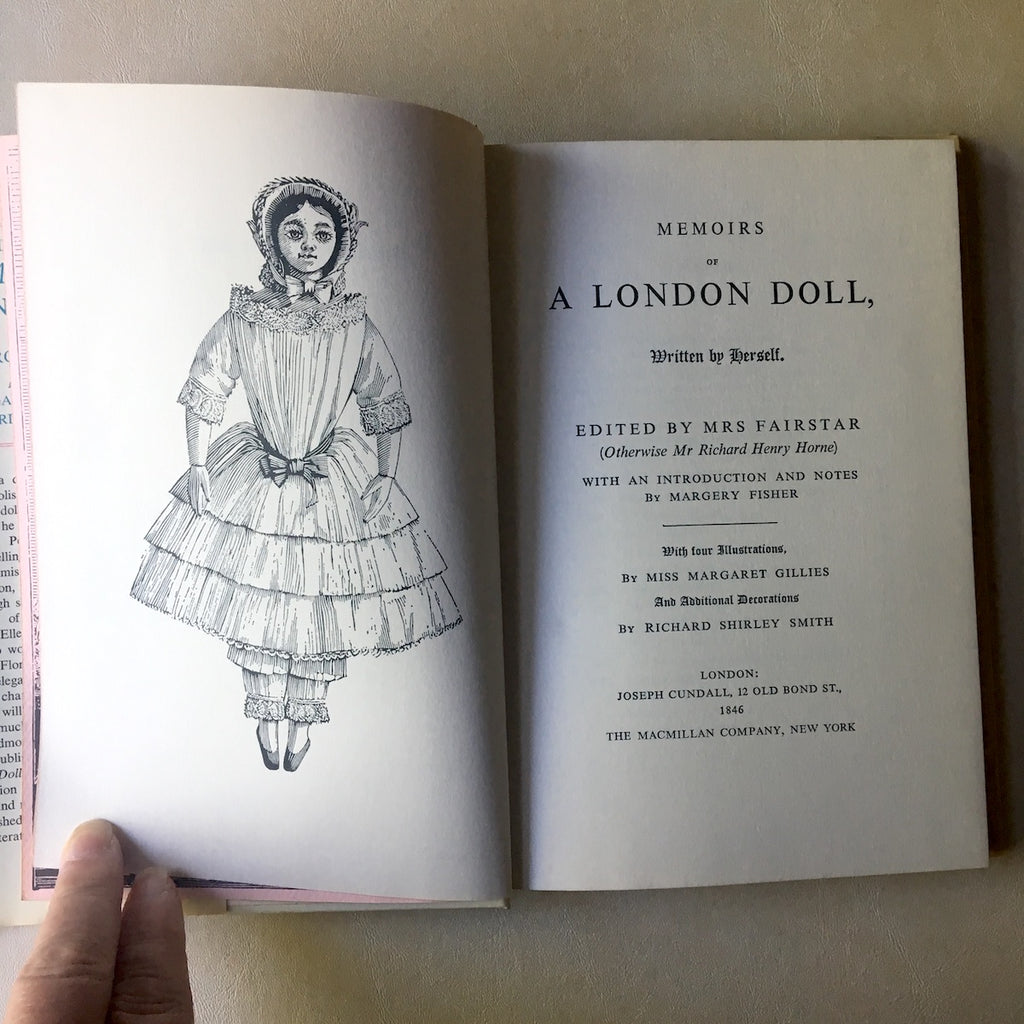 MEMOIRS
OF
A LONDON DOLL,
Written by Herself.
EDITED BY MRS FAIRSTAR
(Otherwise Mr Richard Henry Horne)
WITH AN INTRODUCTION AND NOTES
BY MARGERY FISHER
With four Illustrations,
BY MISS MARGARET GILLIES
And Additional Decorations
BY RICHARD SHIRLEY SMITH
LONDON:
JOSEPH CUNDALL, 12 OLD BOND ST.,
1846
THE MACMILLAN COMPANY, NEW YORK